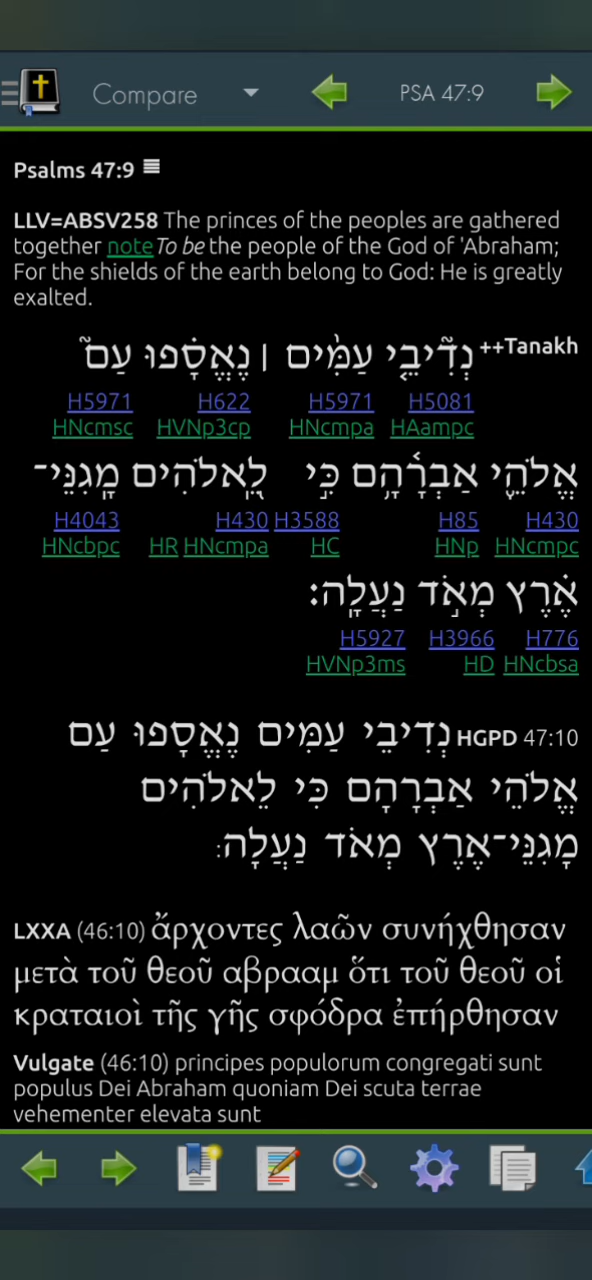 Compare PSA 47:9
Psalms 47:9
LLV=ABSV258 The princes of the peoples are gathered
together note To be the people of the God of 'Abraham;
For the shields of the earth belong to God: He is greatly
exalted.
++Tanakh נְדִ֘יבֵ֤י עַמִּ֨ים ׀ נֶאֱסָ֗פוּ עַם֮
H5081 H5971 H622 H5971
HAampc HNcmpa HVNp3cp HNcmsc
אֱלֹהֵ֪י אַבְרָ֫הָ֥ם כִּ֣י לֵ֭אלֹהִים מָֽגִנֵּי־
H430 H85 H3588 H430 H4043
HNcmpc HNp HC HR HNcmpa HNcbpc
אֶ֗רֶץ מְאֹ֣ד נַעֲלָֽה׃
H776 H3966 H5927
HNcbsa HD HVNp3ms
HGPD 47:10 נְדִיבֵי עַמִּים נֶאֱסָפוּ עַם
אֱלֹהֵי אַבְרָהָם כִּי לֵאלֹהִים
מָגִנֵּי־אֶרֶץ מְאֹד נַעֲלָה׃
LXXA (46:10) ἄρχοντες λαῶν συνήχθησαν
μετὰ τοῦ θεοῦ αβρααμ ὅτι τοῦ θεοῦ οἱ
κραταιοὶ τῆς γῆς σφόδρα ἐπήρθησαν
Vulgate (46:10) principes populorum congregati sunt
populus Dei Abraham quoniam Dei scuta terrae
vehementer elevata sunt